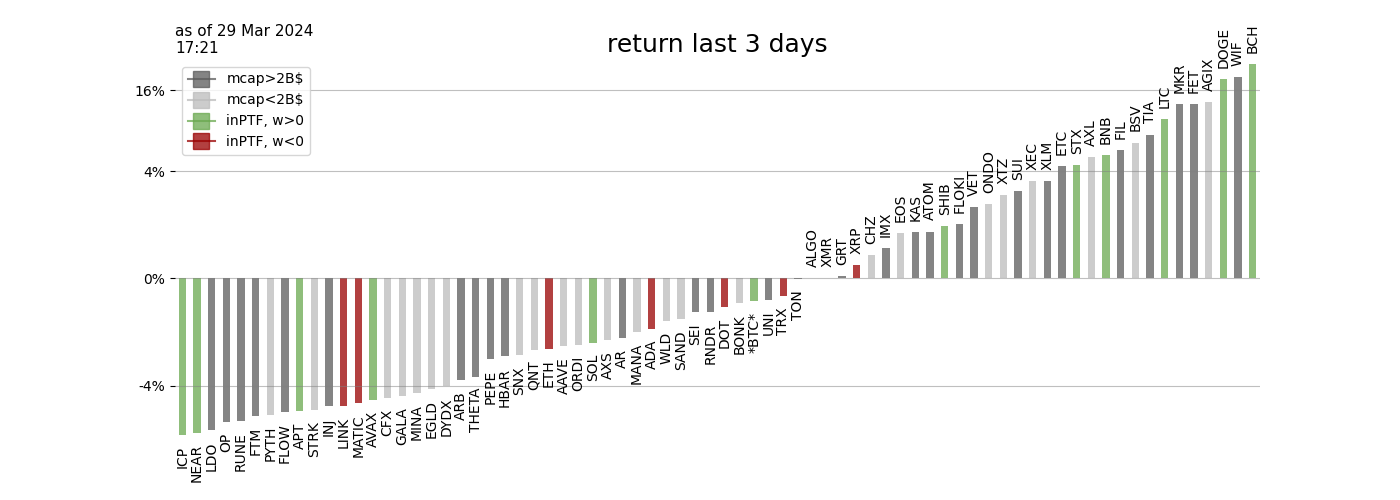 as of 29 Mar 2024
17:21
return last 3 days
mcap>2B$
mcap<2B$
inPTF, w>0
inPTF, w<0
16%
4%
0%
-4%
ICP
NEAR
LDO
OP
RUNE
FTM
PYTH
FLOW
APT
STRK
INJ
LINK
MATIC
AVAX
CFX
GALA
MINA
EGLD
DYDX
ARB
THETA
PEPE
HBAR
SNX
QNT
ETH
AAVE
ORDI
SOL
AXS
AR
MANA
ADA
WLD
SAND
SEI
RNDR
DOT
BONK
*BTC*
UNI
TRX
TON
ALGO
XMR
GRT
XRP
CHZ
IMX
EOS
KAS
ATOM
SHIB
FLOKI
VET
ONDO
XTZ
SUI
XEC
XLM
ETC
STX
AXL
BNB
FIL
BSV
TIA
LTC
MKR
FET
AGIX
DOGE
WIF
BCH